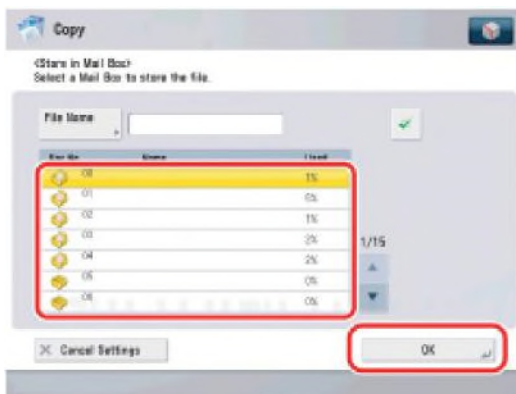 Copy
<Store in Mail Box>
Select a Mail Box to store the file.
File Name
Box No. Name Used
00 1%
01 6%
02 1%
03 2%
04 2%
05 0%
06 0%
1/15
Cancel Settings
OK